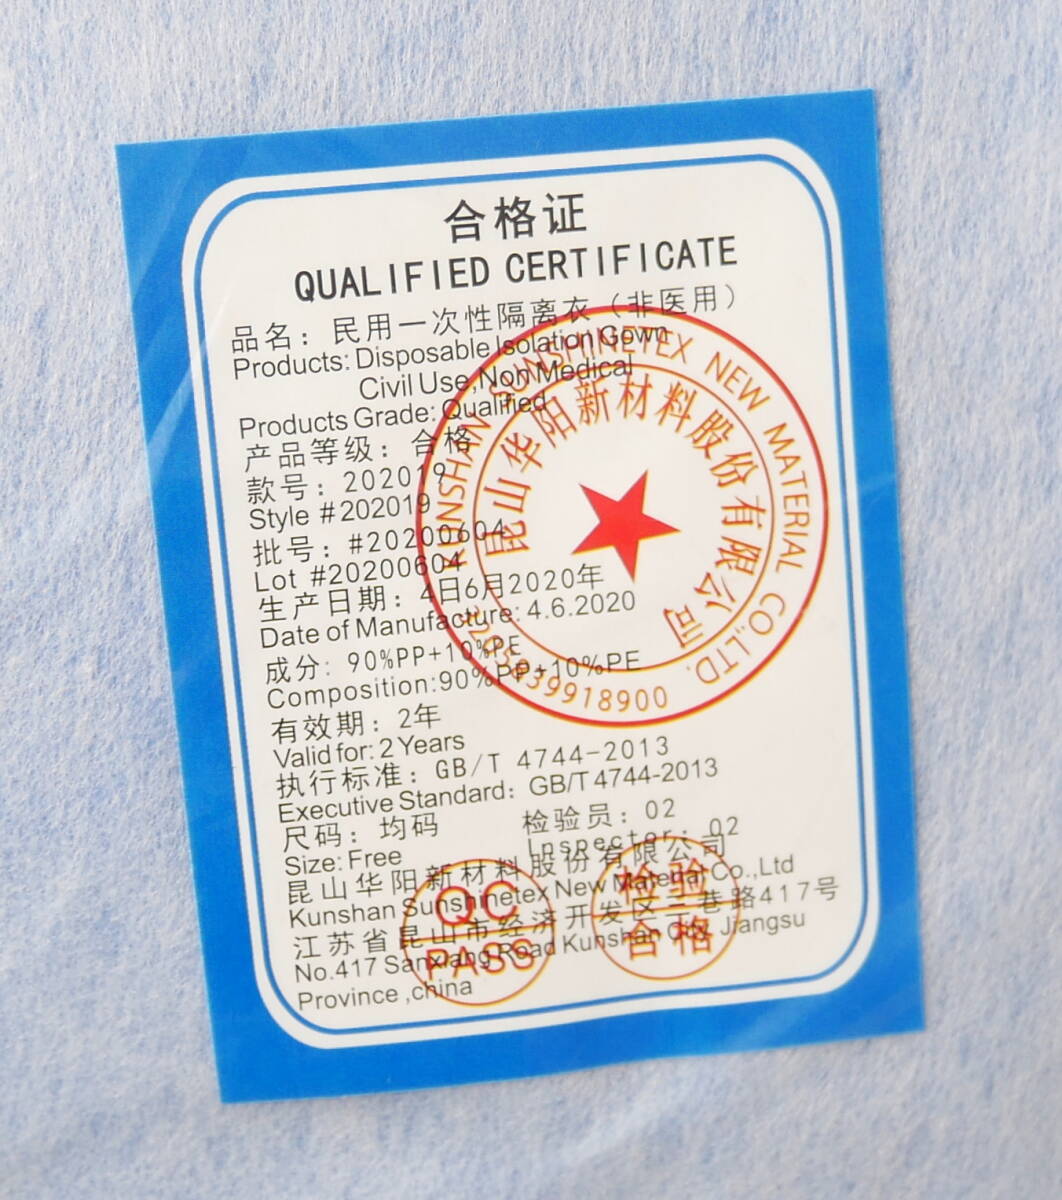 合格证
QUALIFIED CERTIFICATE
品名：民用一次性隔离衣（非医用）
Products: Disposable Isolation Gown
Civil Use,Non Medical
Products Grade: Qualified
产品等级：合格
款号：202019
Style #202019
批号：#20200604
Lot #20200604
生产日期：4日6月2020年
Date of Manufacture: 4.6.2020
成分: 90%PP+10%PE
Composition:90%PP+10%PE
有效期：2年
Valid for: 2 Years
执行标准：GB/T 4744-2013
Executive Standard：GB/T 4744-2013
尺码：均码 检验员：02
Size: Free Lnspector：02
昆山华阳新材料股份有限公司
Kunshan Sunshinetex New Material Co.,Ltd
江苏省昆山市经济开发区三巷路417号
No.417 Sanxiang Road Kunshan City, Jiangsu
Province ,china
KUNSHAN SUNSHINETEX NEW MATERIAL CO.,LTD.
昆山华阳新材料股份有限公司
QC
PASS
检验
合格